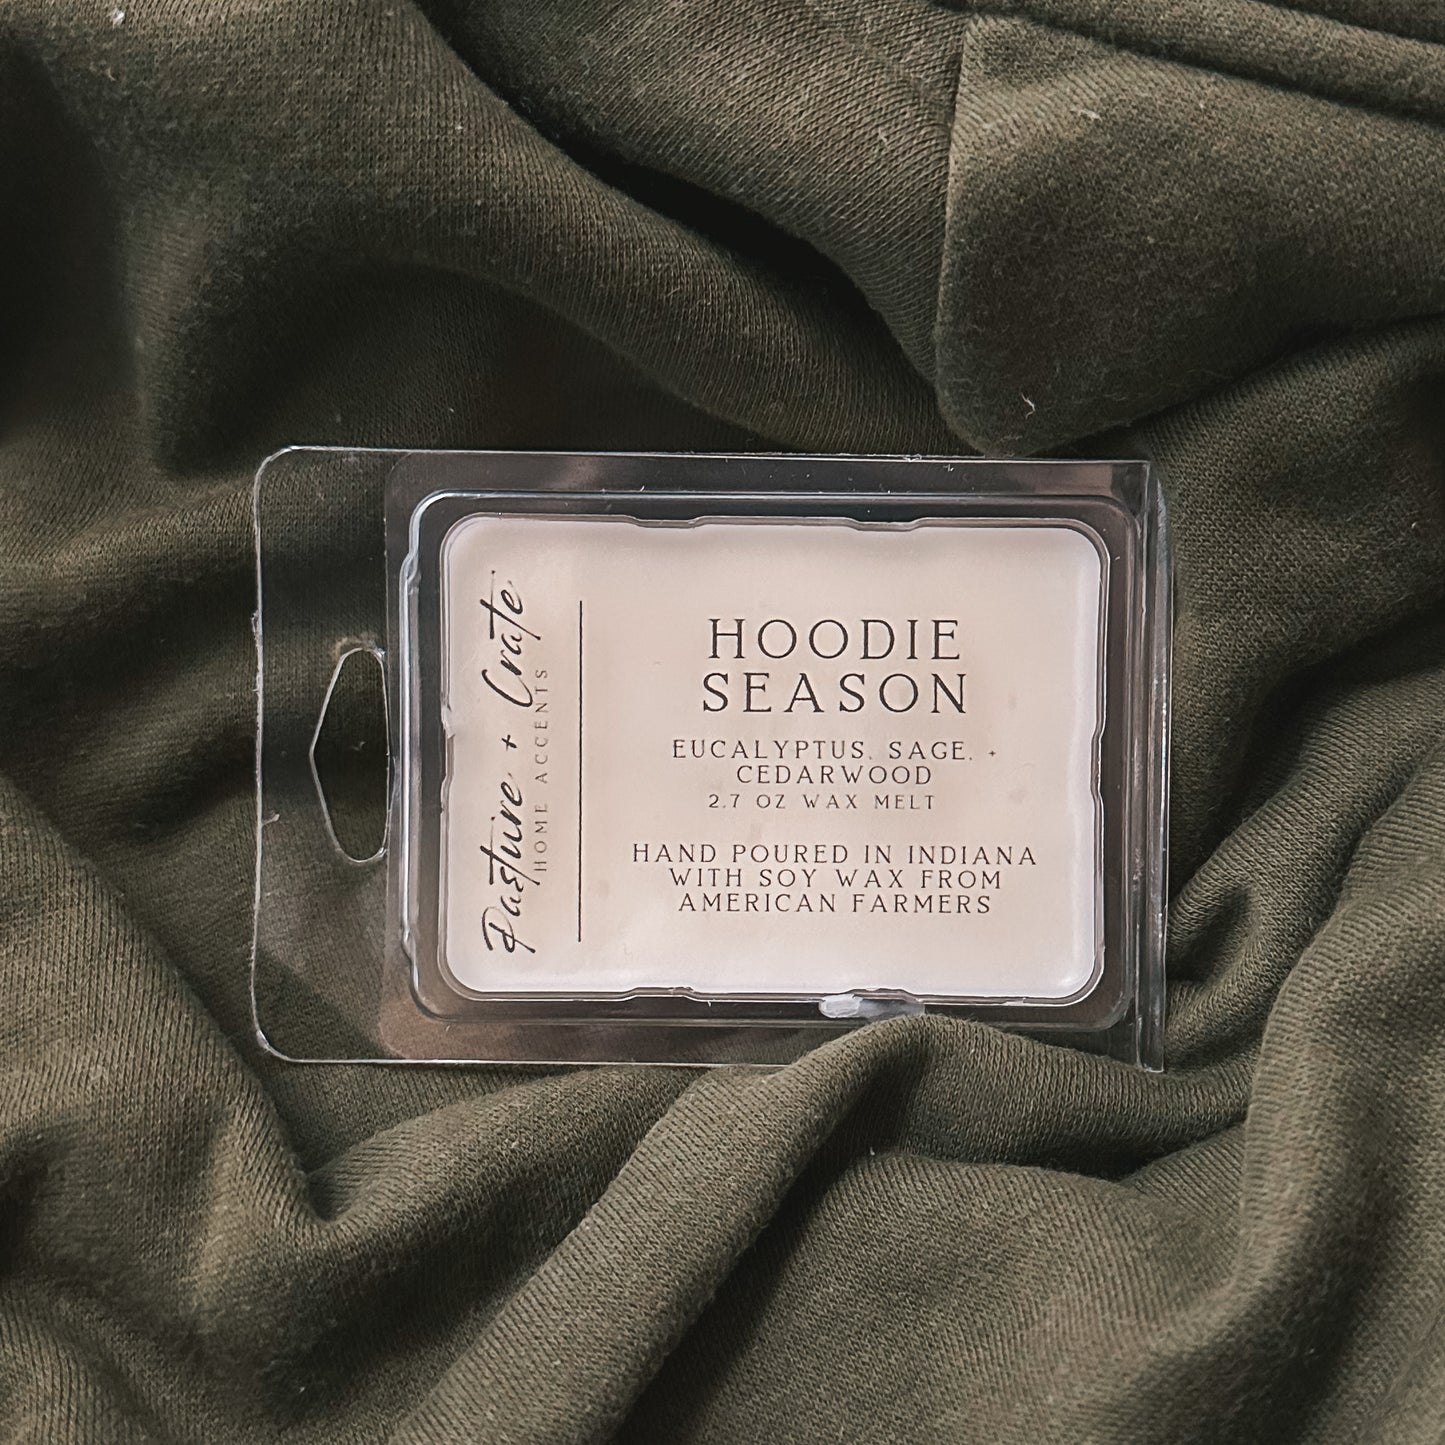 Pasture + Crate
HOME ACCENTS
HOODIE
SEASON
EUCALYPTUS, SAGE, +
CEDARWOOD
2.7 OZ WAX MELT
HAND POURED IN INDIANA
WITH SOY WAX FROM
AMERICAN FARMERS